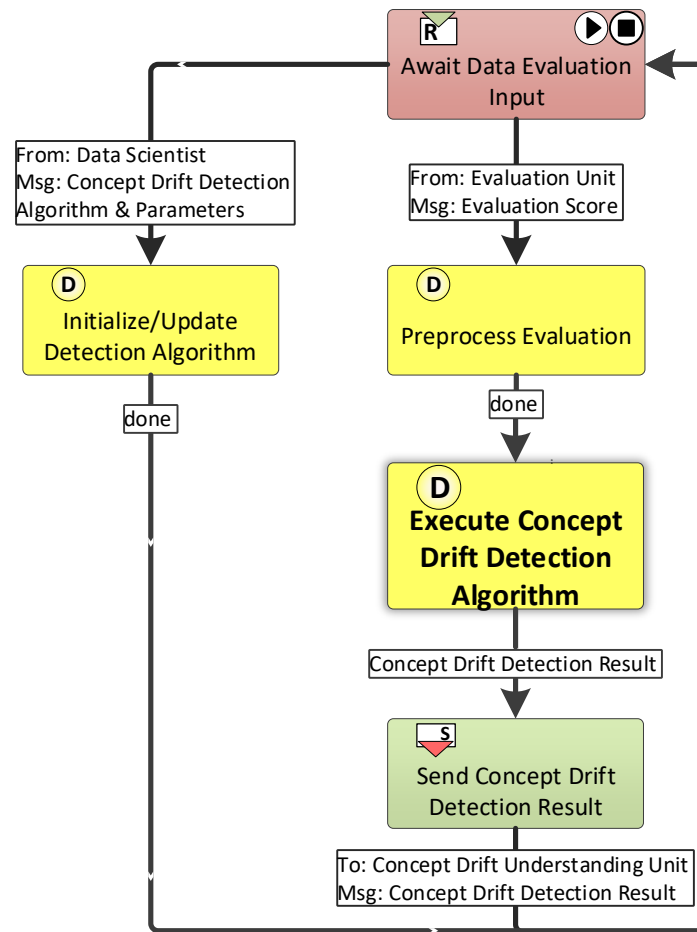 R
Await Data Evaluation
Input
From: Data Scientist
Msg: Concept Drift Detection
Algorithm & Parameters
From: Evaluation Unit
Msg: Evaluation Score
D
Initialize/Update
Detection Algorithm
D
Preprocess Evaluation
done
done
D
Execute Concept
Drift Detection
Algorithm
Concept Drift Detection Result
S
Send Concept Drift
Detection Result
To: Concept Drift Understanding Unit
Msg: Concept Drift Detection Result